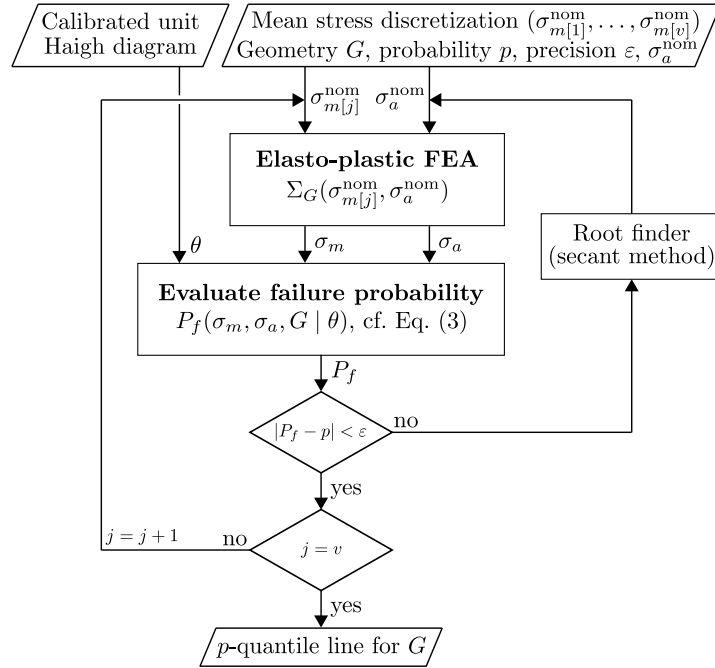 Calibrated unit
Haigh diagram
Mean stress discretization (σ_{m[1]}^{nom}, . . . , σ_{m[v]}^{nom})
Geometry G, probability p, precision ε, σ_a^{nom}
σ_{m[j]}^{nom} σ_a^{nom}
Elasto-plastic FEA
Σ_G(σ_{m[j]}^{nom}, σ_a^{nom})
Root finder
(secant method)
θ σ_m σ_a
Evaluate failure probability
P_f(σ_m, σ_a, G | θ), cf. Eq. (3)
P_f
|P_f − p| < ε
no
yes
j = j + 1
no
j = v
yes
p-quantile line for G